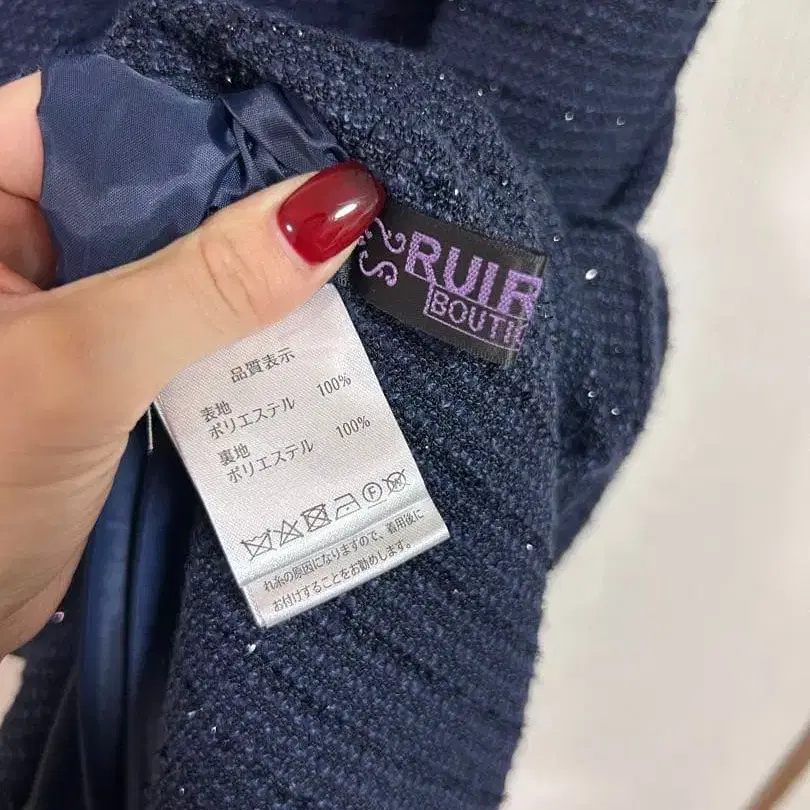 RUIR
BOUTI
品質表示
表地
ポリエステル 100%
裏地
ポリエステル 100%
れ糸の原因になりますので、着用後に
お付けすることをお勧めします。